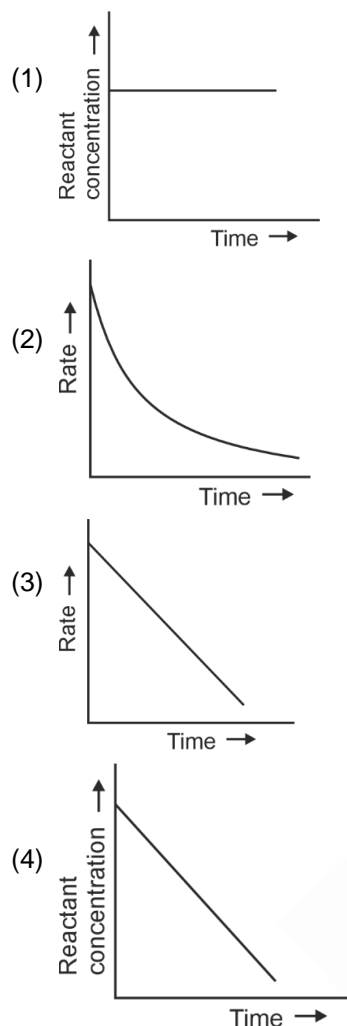 (1)
Reactant
concentration →
Time →
(2)
Rate →
Time →
(3)
Rate →
Time →
(4)
Reactant
concentration →
Time →